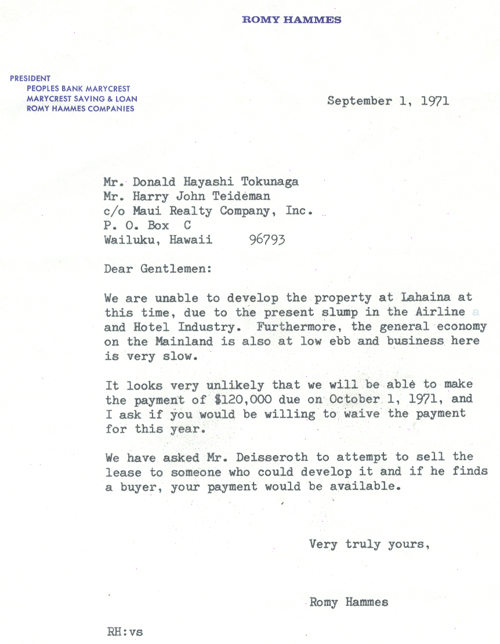 ROMY HAMMES
PRESIDENT
PEOPLES BANK MARYCREST
MARYCREST SAVING & LOAN
ROMY HAMMES COMPANIES
September 1, 1971
Mr. Donald Hayashi Tokunaga
Mr. Harry John Teideman
c/o Maui Realty Company, Inc.
P. O. Box C
Wailuku, Hawaii 96793
Dear Gentlemen:
We are unable to develop the property at Lahaina at
this time, due to the present slump in the Airline a
and Hotel Industry. Furthermore, the general economy
on the Mainland is also at low ebb and business here
is very slow.
It looks very unlikely that we will be able to make
the payment of $120,000 due on October 1, 1971, and
I ask if you would be willing to waive the payment
for this year.
We have asked Mr. Deisseroth to attempt to sell the
lease to someone who could develop it and if he finds
a buyer, your payment would be available.
Very truly yours,
Romy Hammes
RH:vs